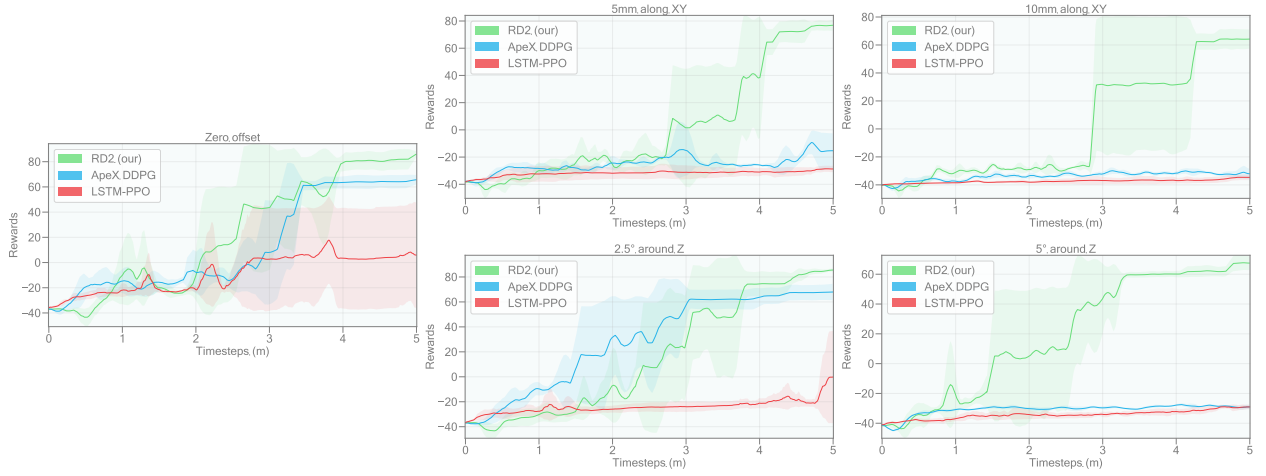 Zero, offset
RD2, (our)
ApeX, DDPG
LSTM-PPO
Rewards
80
60
40
20
0
−20
−40
0 1 2 3 4 5
Timesteps, (m)
5mm, along, XY
RD2, (our)
ApeX, DDPG
LSTM-PPO
Rewards
80
60
40
20
0
−20
−40
0 1 2 3 4 5
Timesteps, (m)
10mm, along, XY
RD2, (our)
ApeX, DDPG
LSTM-PPO
Rewards
80
60
40
20
0
−20
−40
0 1 2 3 4 5
Timesteps, (m)
2.5°, around, Z
RD2, (our)
ApeX, DDPG
LSTM-PPO
Rewards
80
60
40
20
0
−20
−40
0 1 2 3 4 5
Timesteps, (m)
5°, around, Z
RD2, (our)
ApeX, DDPG
LSTM-PPO
Rewards
60
40
20
0
−20
−40
0 1 2 3 4 5
Timesteps, (m)